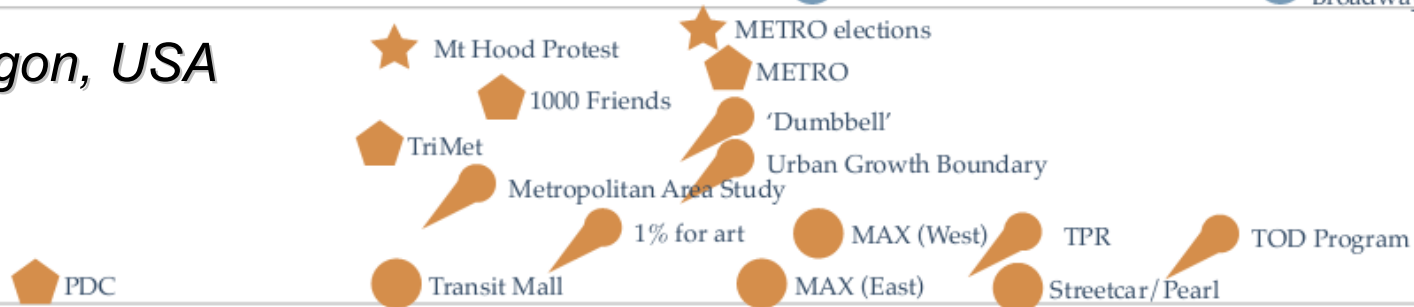 gon, USA
METRO elections
Mt Hood Protest
METRO
1000 Friends
'Dumbbell'
TriMet
Urban Growth Boundary
Metropolitan Area Study
1% for art
MAX (West)
TPR
TOD Program
PDC
Transit Mall
MAX (East)
Streetcar/Pearl